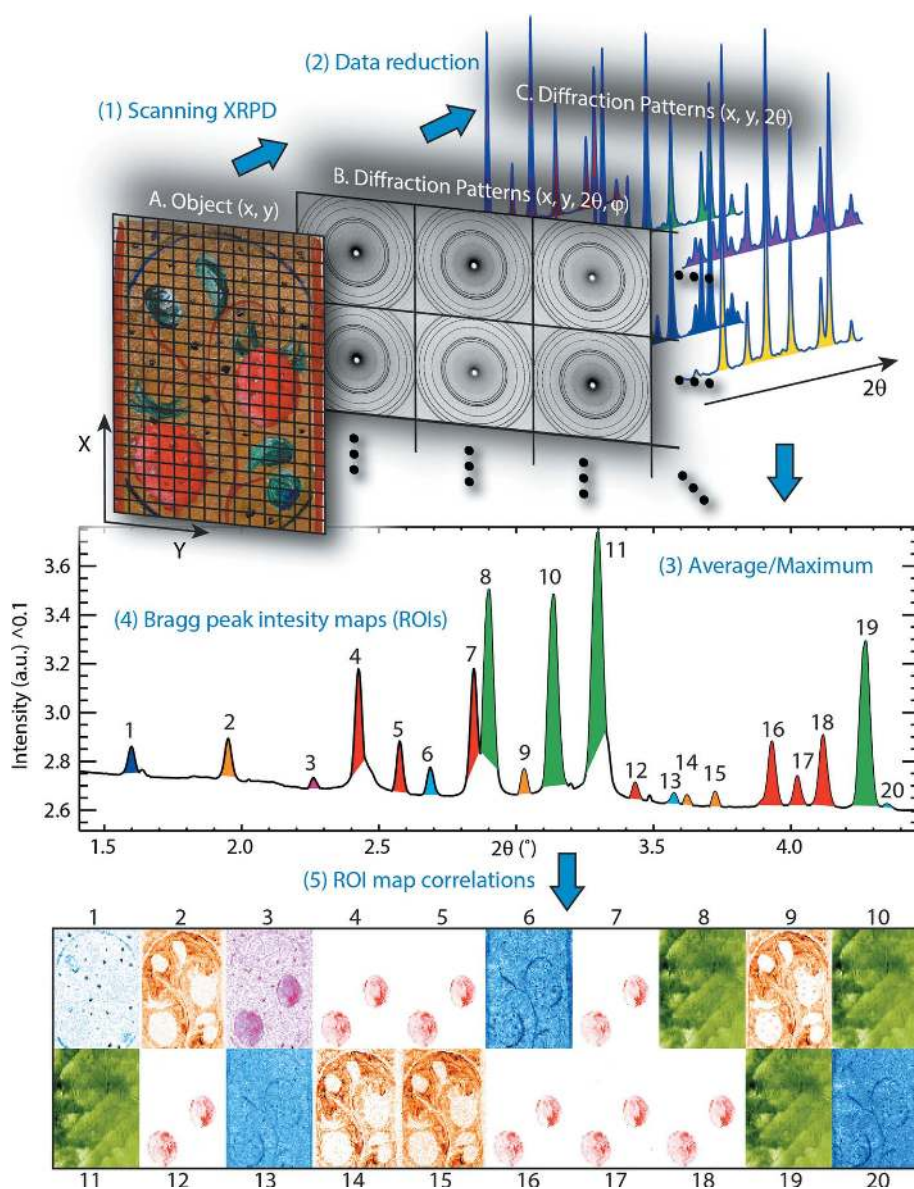 (2) Data reduction
C. Diffraction Patterns (x, y, 2θ)
(1) Scanning XRPD
B. Diffraction Patterns (x, y, 2θ, φ)
A. Object (x, y)
2θ
X
Y
(3) Average/Maximum
(4) Bragg peak intesity maps (ROIs)
Intensity (a.u.) ^0.1
3.6
3.4
3.2
3.0
2.8
2.6
1 2 3 4 5 6 7 8 9 10 11 12 13 14 15 16 17 18 19 20
1.5 2.0 2.5 2θ (°) 3.5 4.0
(5) ROI map correlations
1 2 3 4 5 6 7 8 9 10
11 12 13 14 15 16 17 18 19 20